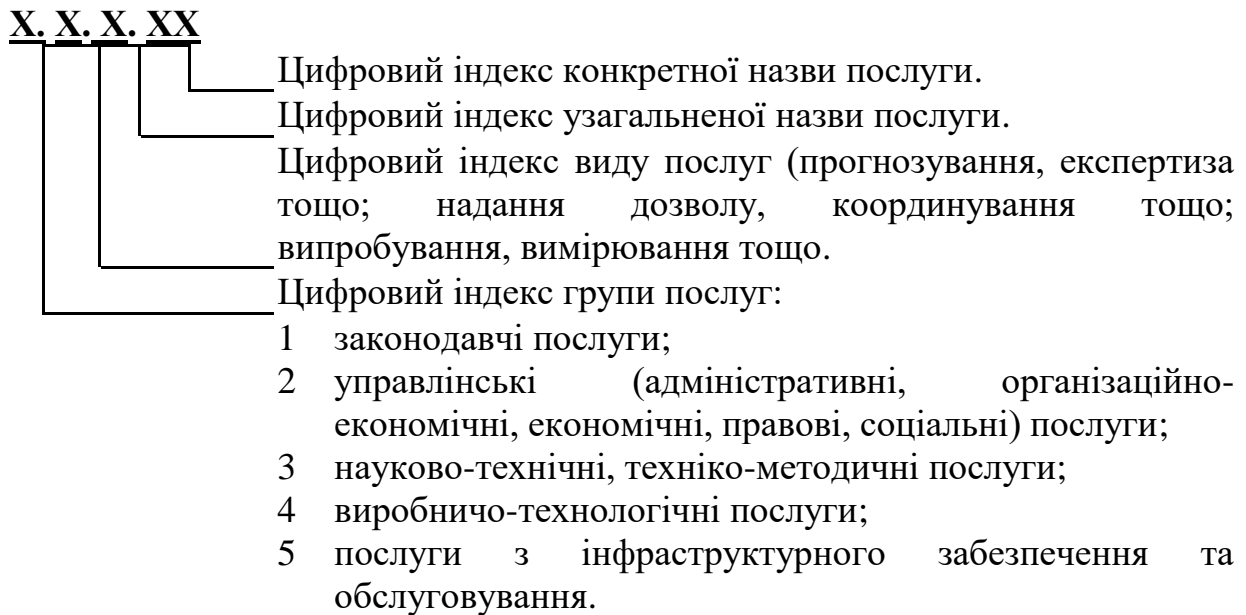 X. X. X. XX
Цифровий індекс конкретної назви послуги.
Цифровий індекс узагальненої назви послуги.
Цифровий індекс виду послуг (прогнозування, експертиза
тощо; надання дозволу, координування тощо;
випробування, вимірювання тощо.
Цифровий індекс групи послуг:
1 законодавчі послуги;
2 управлінські (адміністративні, організаційно-
економічні, економічні, правові, соціальні) послуги;
3 науково-технічні, техніко-методичні послуги;
4 виробничо-технологічні послуги;
5 послуги з інфраструктурного забезпечення та
обслуговування.